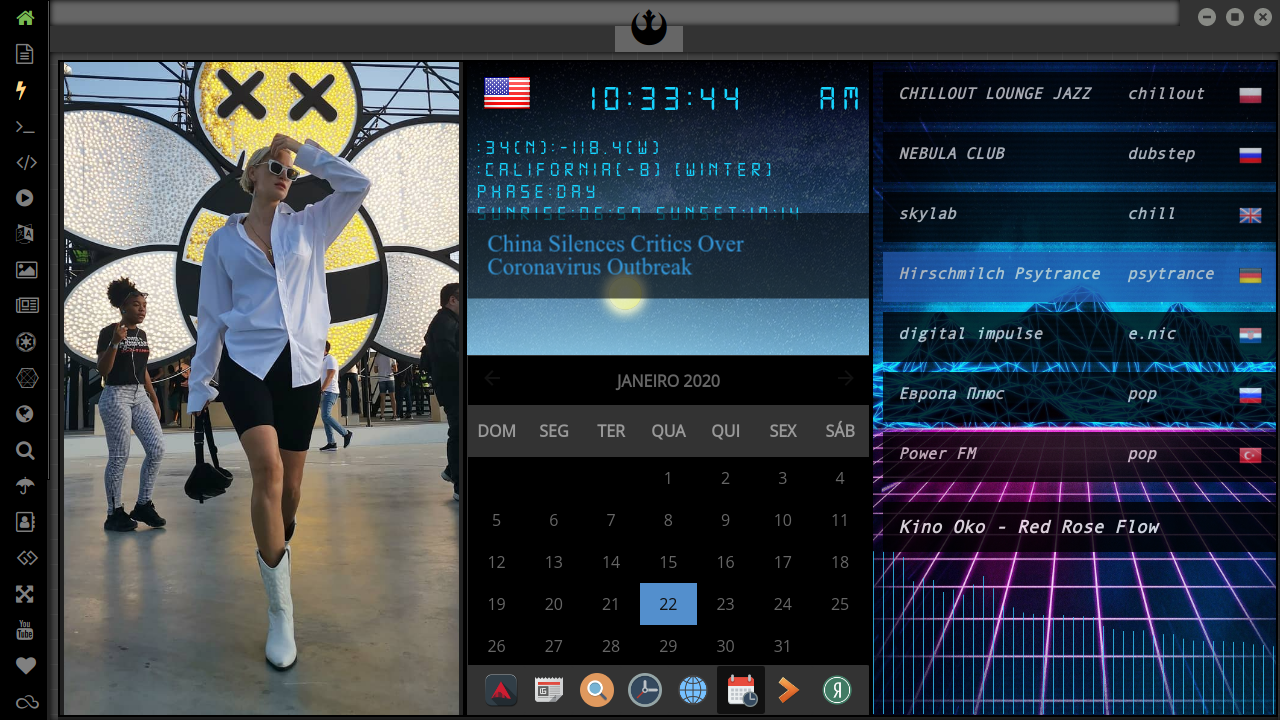 10:33:44 AM
:34(N):-118.4(W)
:CALIFORNIA(-8) (WINTER)
PHASE:DAY
SUNRISE:06:57 SUNSET:17:14
China Silences Critics Over
Coronavirus Outbreak
JANEIRO 2020
DOM SEG TER QUA QUI SEX SÁB
1 2 3 4
5 6 7 8 9 10 11
12 13 14 15 16 17 18
19 20 21 22 23 24 25
26 27 28 29 30 31
CHILLOUT LOUNGE JAZZ chillout
NEBULA CLUB dubstep
skylab chill
Hirschmilch Psytrance psytrance
digital impulse e.nic
Европа Плюс pop
Power FM pop
Kino Oko - Red Rose Flow
You
Tube
Я